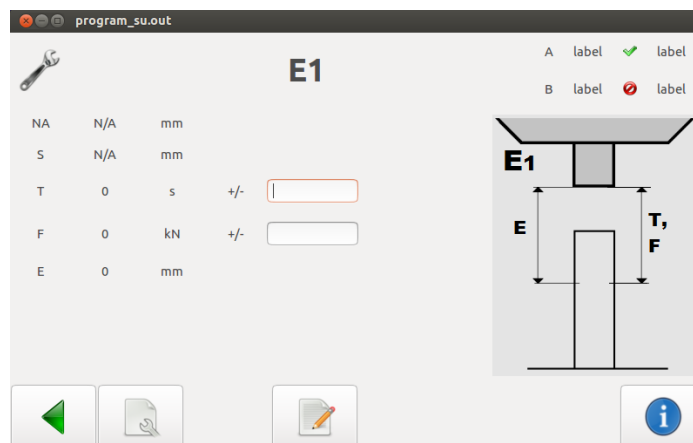 program_su.out
E1
A label label
B label label
NA N/A mm
S N/A mm
T 0 s +/-
F 0 kN +/-
E 0 mm
E1
E
T,
F
i